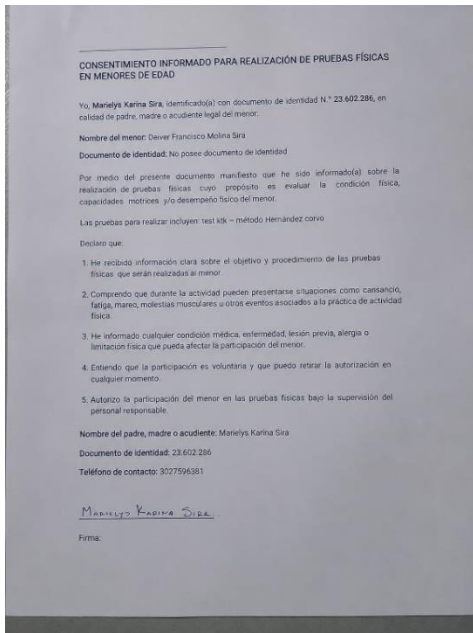 CONSENTIMIENTO INFORMADO PARA REALIZACIÓN DE PRUEBAS FÍSICAS
EN MENORES DE EDAD
Yo, Marielys Karina Sira, identificado(a) con documento de identidad N.° 23.602.286, en
calidad de padre, madre o acudiente legal del menor:
Nombre del menor: Deiver Francisco Molina Sira
Documento de identidad: No posee documento de identidad
Por medio del presente documento manifiesto que he sido informado(a) sobre la
realización de pruebas físicas cuyo propósito es evaluar la condición física,
capacidades motrices y/o desempeño físico del menor.
Las pruebas para realizar incluyen: test ktk – método Hernández corvo
Declaro que:
1. He recibido información clara sobre el objetivo y procedimiento de las pruebas
físicas que serán realizadas al menor.
2. Comprendo que durante la actividad pueden presentarse situaciones como cansancio,
fatiga, mareo, molestias musculares u otros eventos asociados a la práctica de actividad
física.
3. He informado cualquier condición médica, enfermedad, lesión previa, alergia o
limitación física que pueda afectar la participación del menor.
4. Entiendo que la participación es voluntaria y que puedo retirar la autorización en
cualquier momento.
5. Autorizo la participación del menor en las pruebas físicas bajo la supervisión del
personal responsable.
Nombre del padre, madre o acudiente: Marielys Karina Sira
Documento de identidad: 23.602.286
Teléfono de contacto: 3027596381
MARIELYS KARINA SIRA
Firma: